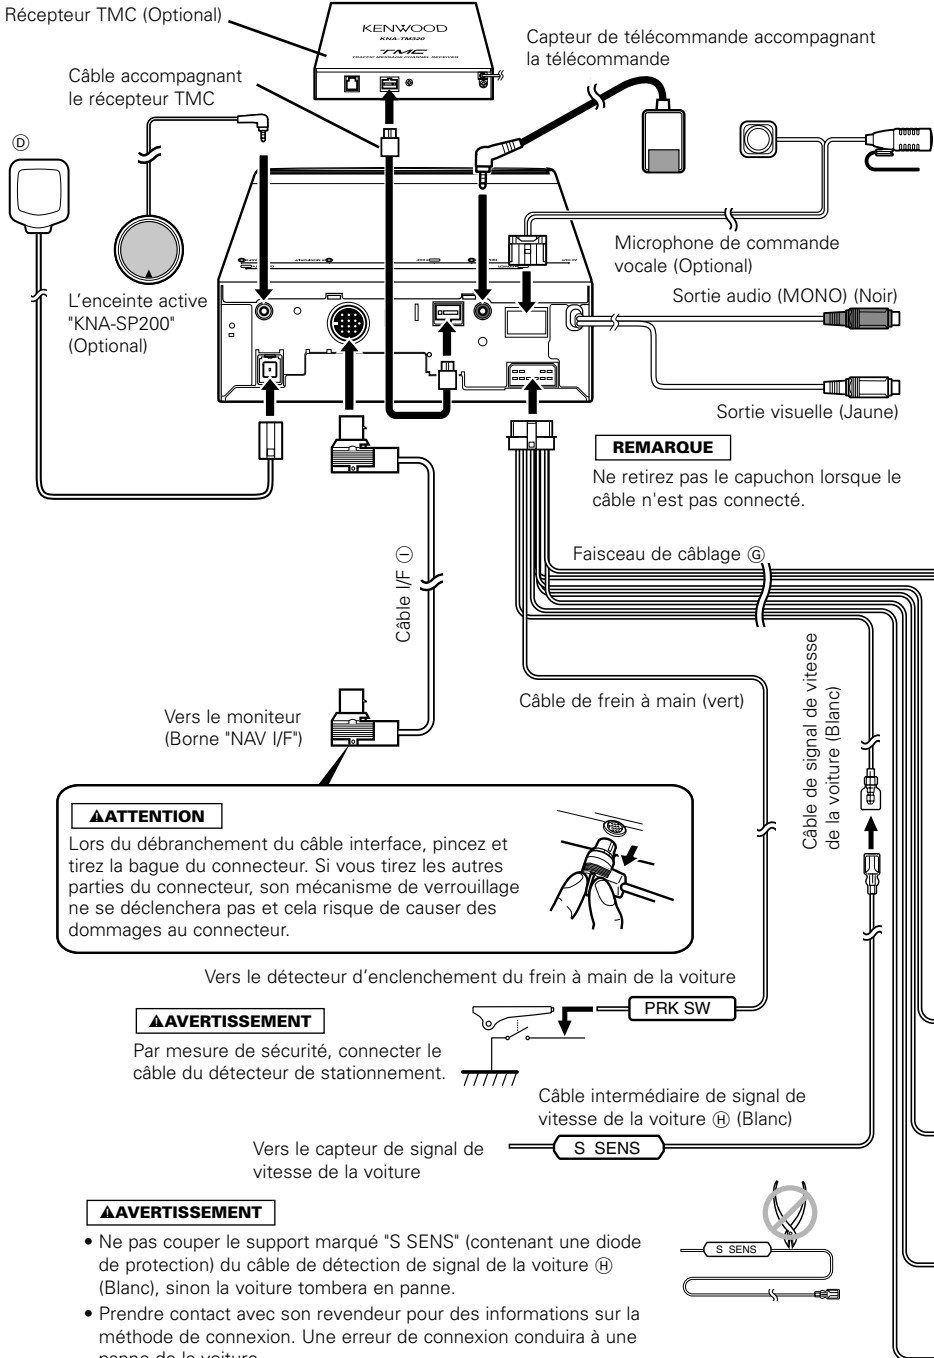 Récepteur TMC (Optional)
KENWOOD
KNA-TM320
TMC
TRAFFIC MESSAGE CHANNEL RECEIVER
Capteur de télécommande accompagnant
la télécommande
Câble accompagnant
le récepteur TMC
Ⓓ
Microphone de commande
vocale (Optional)
L'enceinte active
"KNA-SP200"
(Optional)
Sortie audio (MONO) (Noir)
Sortie visuelle (Jaune)
REMARQUE
Ne retirez pas le capuchon lorsque le
câble n'est pas connecté.
Faisceau de câblage Ⓖ
Câble I/F Ⓘ
Câble de signal de vitesse
de la voiture (Blanc)
Câble de frein à main (vert)
Vers le moniteur
(Borne "NAV I/F")
⚠ATTENTION
Lors du débranchement du câble interface, pincez et
tirez la bague du connecteur. Si vous tirez les autres
parties du connecteur, son mécanisme de verrouillage
ne se déclenchera pas et cela risque de causer des
dommages au connecteur.
Vers le détecteur d'enclenchement du frein à main de la voiture
PRK SW
⚠AVERTISSEMENT
Par mesure de sécurité, connecter le
câble du détecteur de stationnement.
Câble intermédiaire de signal de
vitesse de la voiture Ⓗ (Blanc)
Vers le capteur de signal de
vitesse de la voiture
S SENS
⚠AVERTISSEMENT
• Ne pas couper le support marqué "S SENS" (contenant une diode
de protection) du câble de détection de signal de la voiture Ⓗ
(Blanc), sinon la voiture tombera en panne.
S SENS
• Prendre contact avec son revendeur pour des informations sur la
méthode de connexion. Une erreur de connexion conduira à une
panne de la voiture.